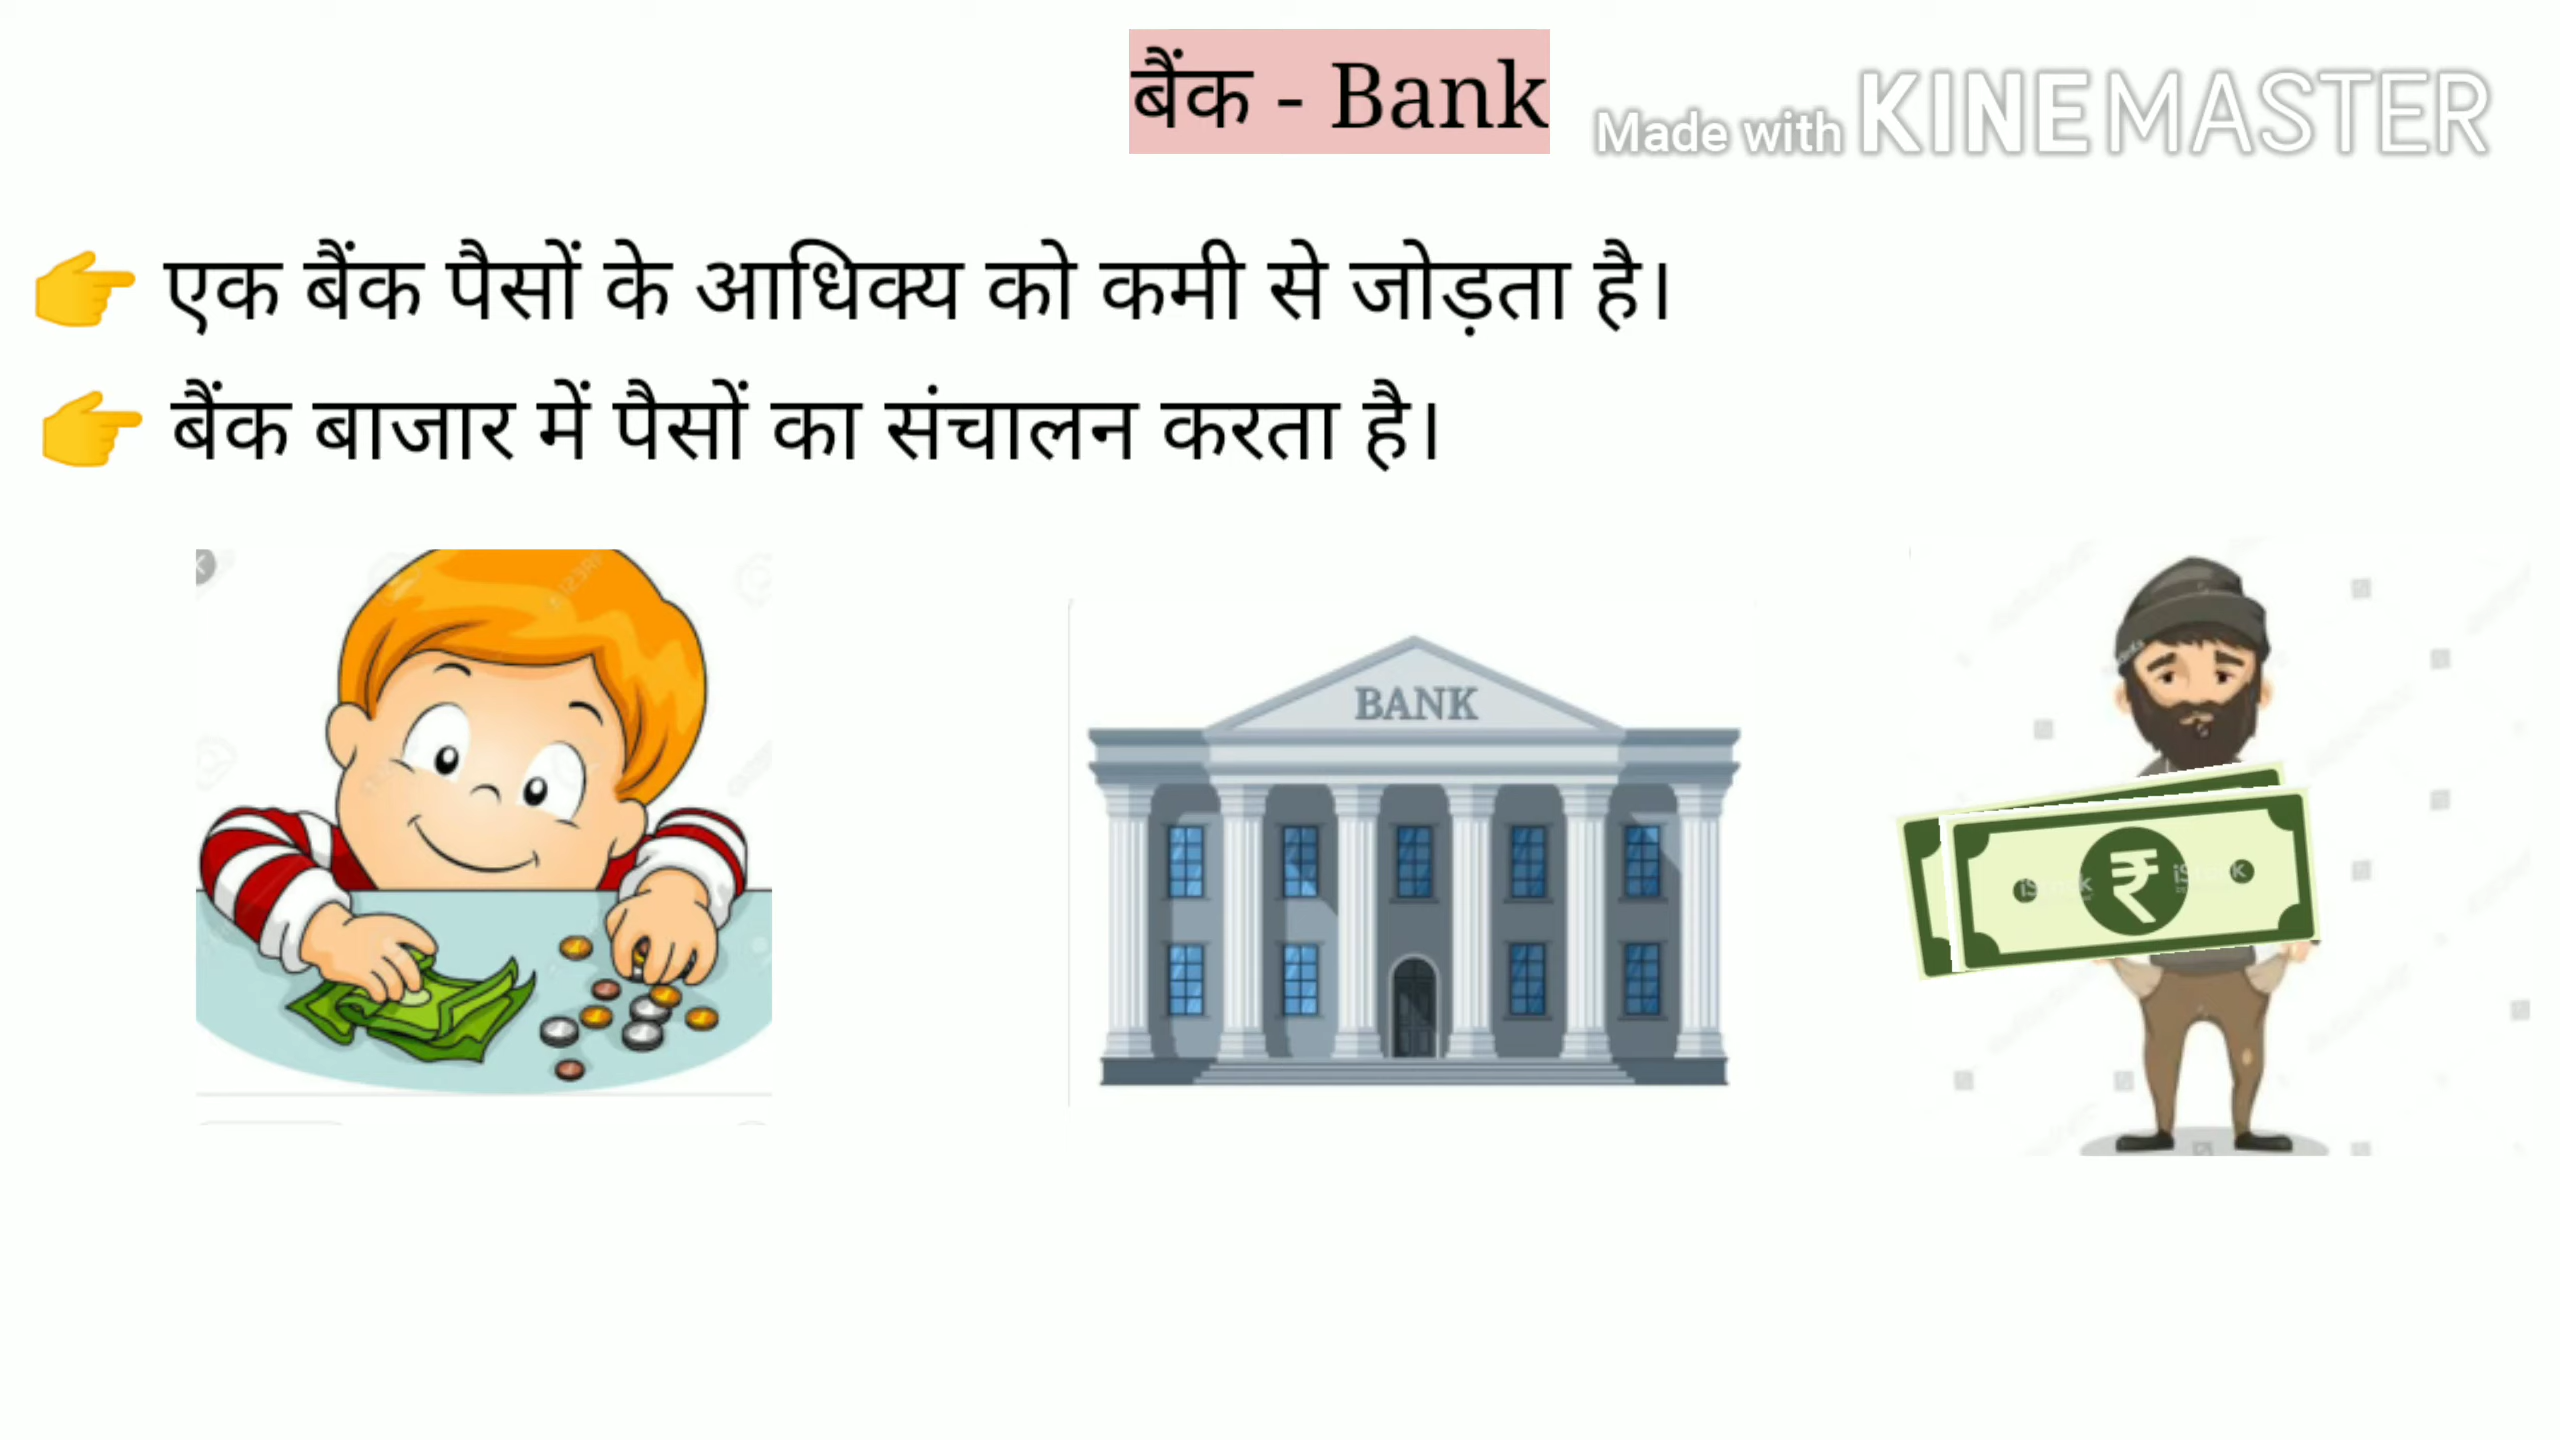 बैंक - Bank
Made with KINEMASTER
👉 एक बैंक पैसों के आधिक्य को कमी से जोड़ता है।
👉 बैंक बाजार में पैसों का संचालन करता है।
BANK
₹